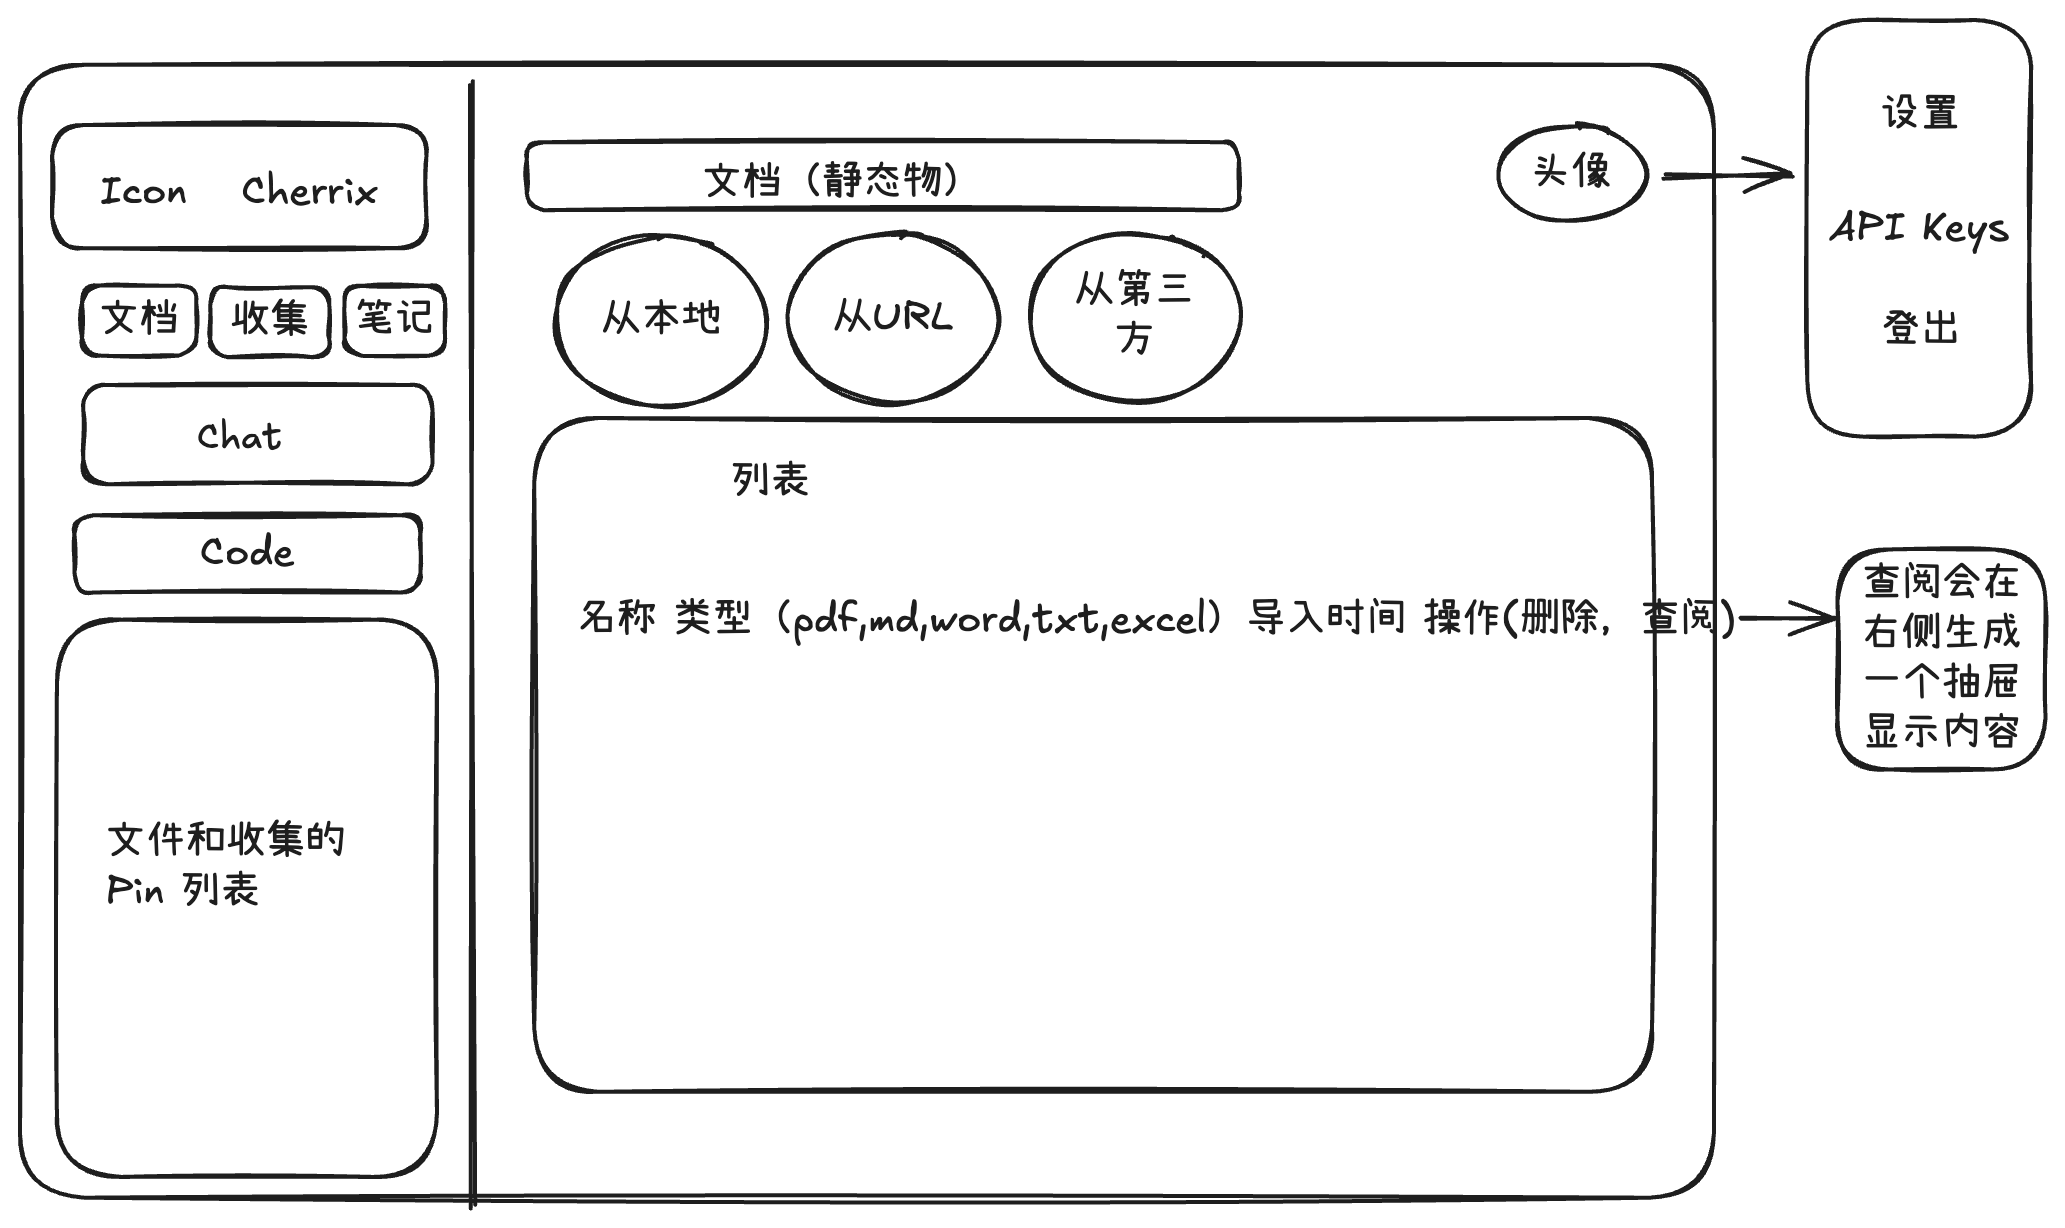 Icon Cherrix
文档 收集 笔记
Chat
Code
文件和收集的
Pin 列表
文档（静态物）
头像
从本地
从URL
从第三
方
列表
名称 类型（pdf,md,word,txt,excel）导入时间 操作(删除， 查阅)
设置
API Keys
登出
查阅会在
右侧生成
一个抽屉
显示内容